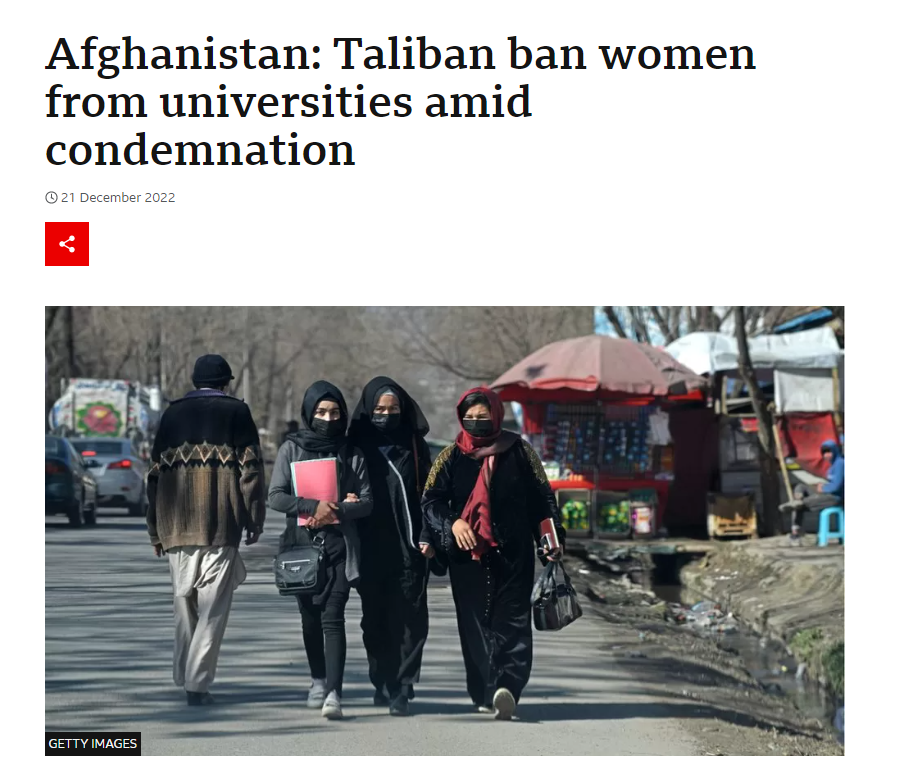 Afghanistan: Taliban ban women
from universities amid
condemnation
21 December 2022
GETTY IMAGES